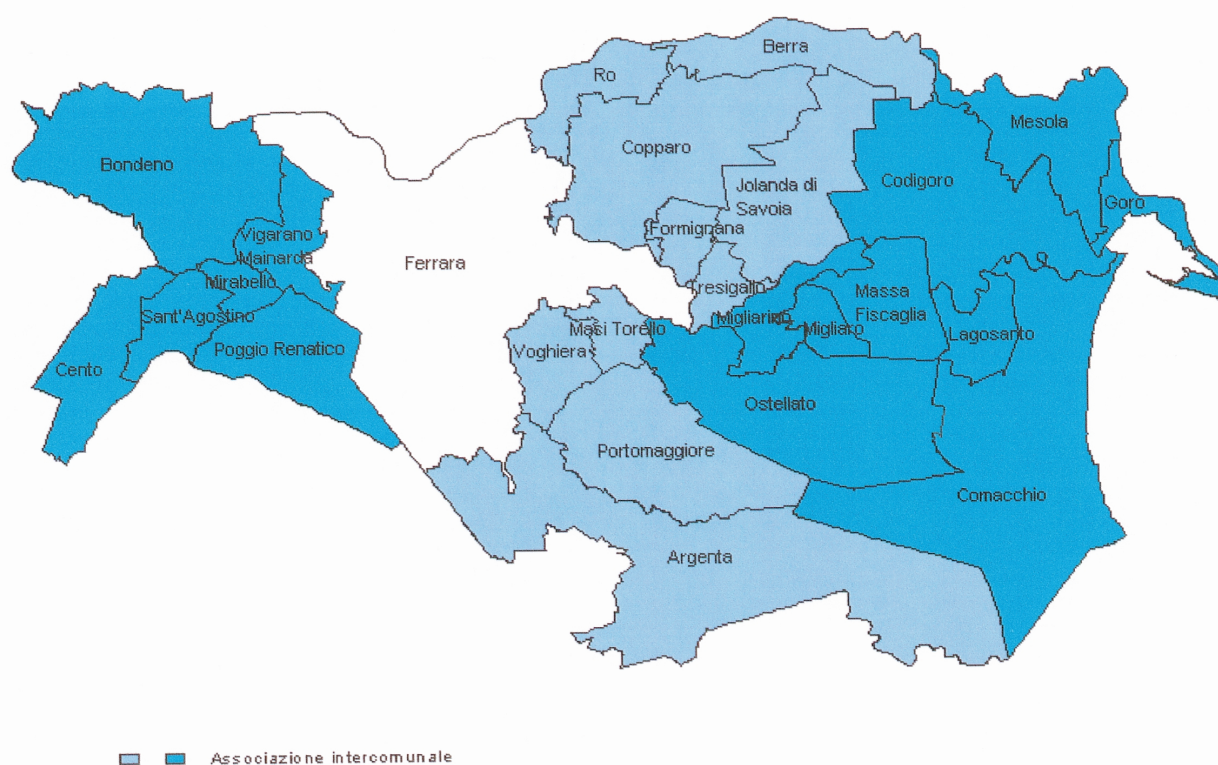 Berra
Ro
Mesola
Copparo
Bondeno
Codigoro
Jolanda di
Savoia
Goro
Formignana
Vigarano
Mainarda
Ferrara
Mirabello
Tresigallo
Massa
Fiscaglia
Sant'Agostino
Migliarino
Migliaro
Masi Torello
Lagosanto
Voghiera
Poggio Renatico
Cento
Ostellato
Portomaggiore
Comacchio
Argenta
Associazione intercomunale